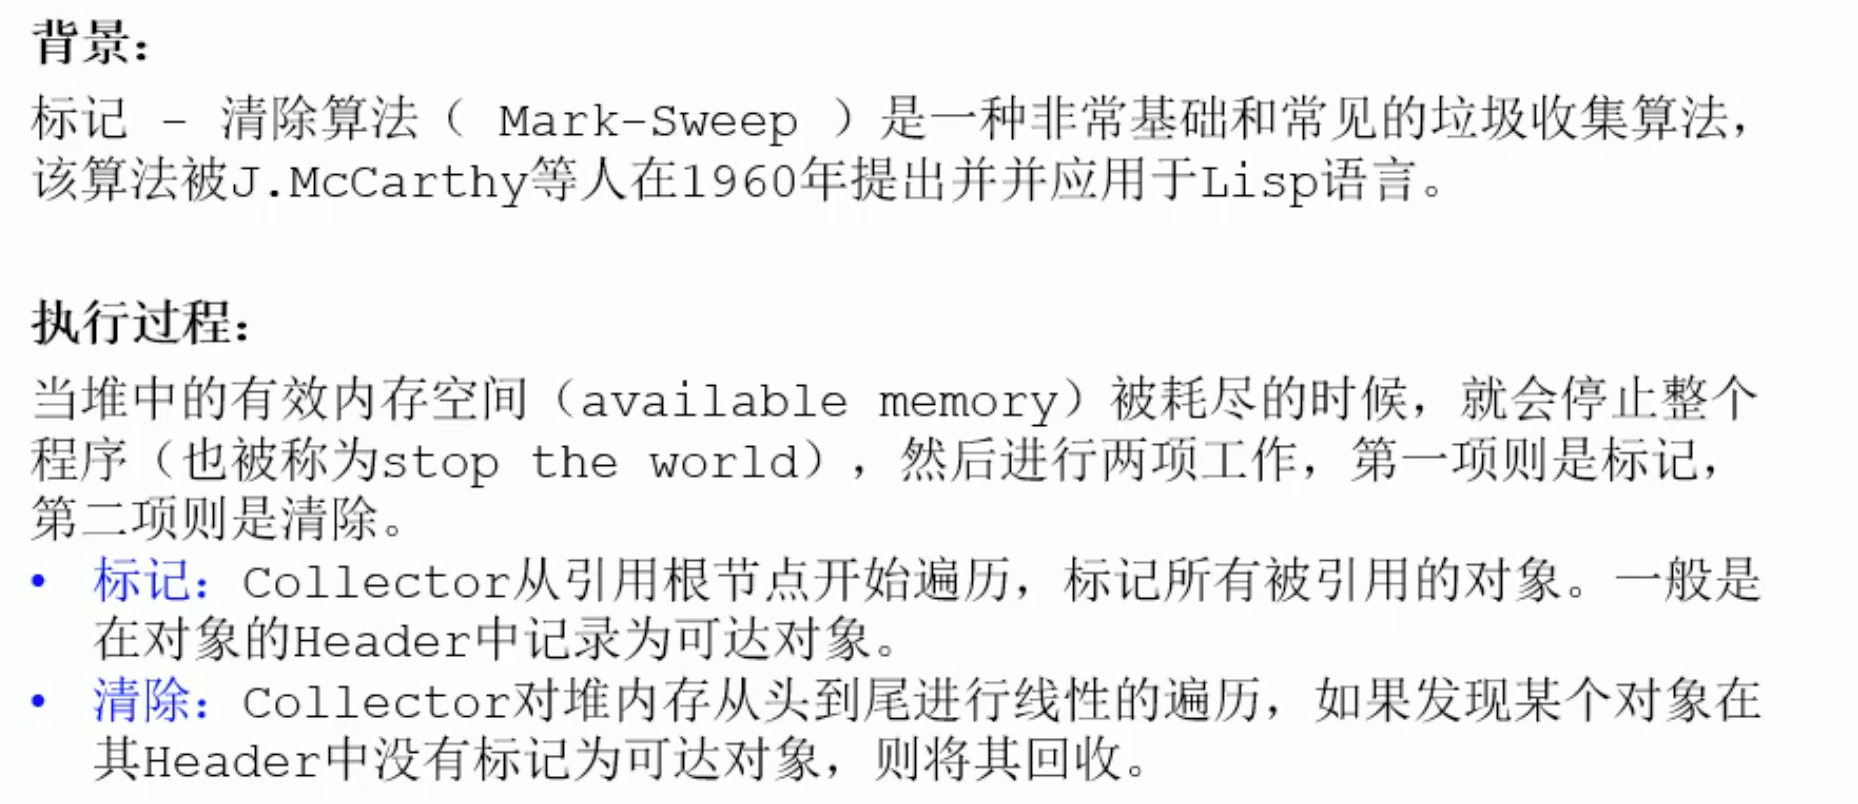 背景：
标记 - 清除算法（ Mark-Sweep ）是一种非常基础和常见的垃圾收集算法，
该算法被J.McCarthy等人在1960年提出并并应用于Lisp语言。
执行过程：
当堆中的有效内存空间（available memory）被耗尽的时候，就会停止整个
程序（也被称为stop the world），然后进行两项工作，第一项则是标记，
第二项则是清除。
• 标记：Collector从引用根节点开始遍历，标记所有被引用的对象。一般是
在对象的Header中记录为可达对象。
• 清除：Collector对堆内存从头到尾进行线性的遍历，如果发现某个对象在
其Header中没有标记为可达对象，则将其回收。